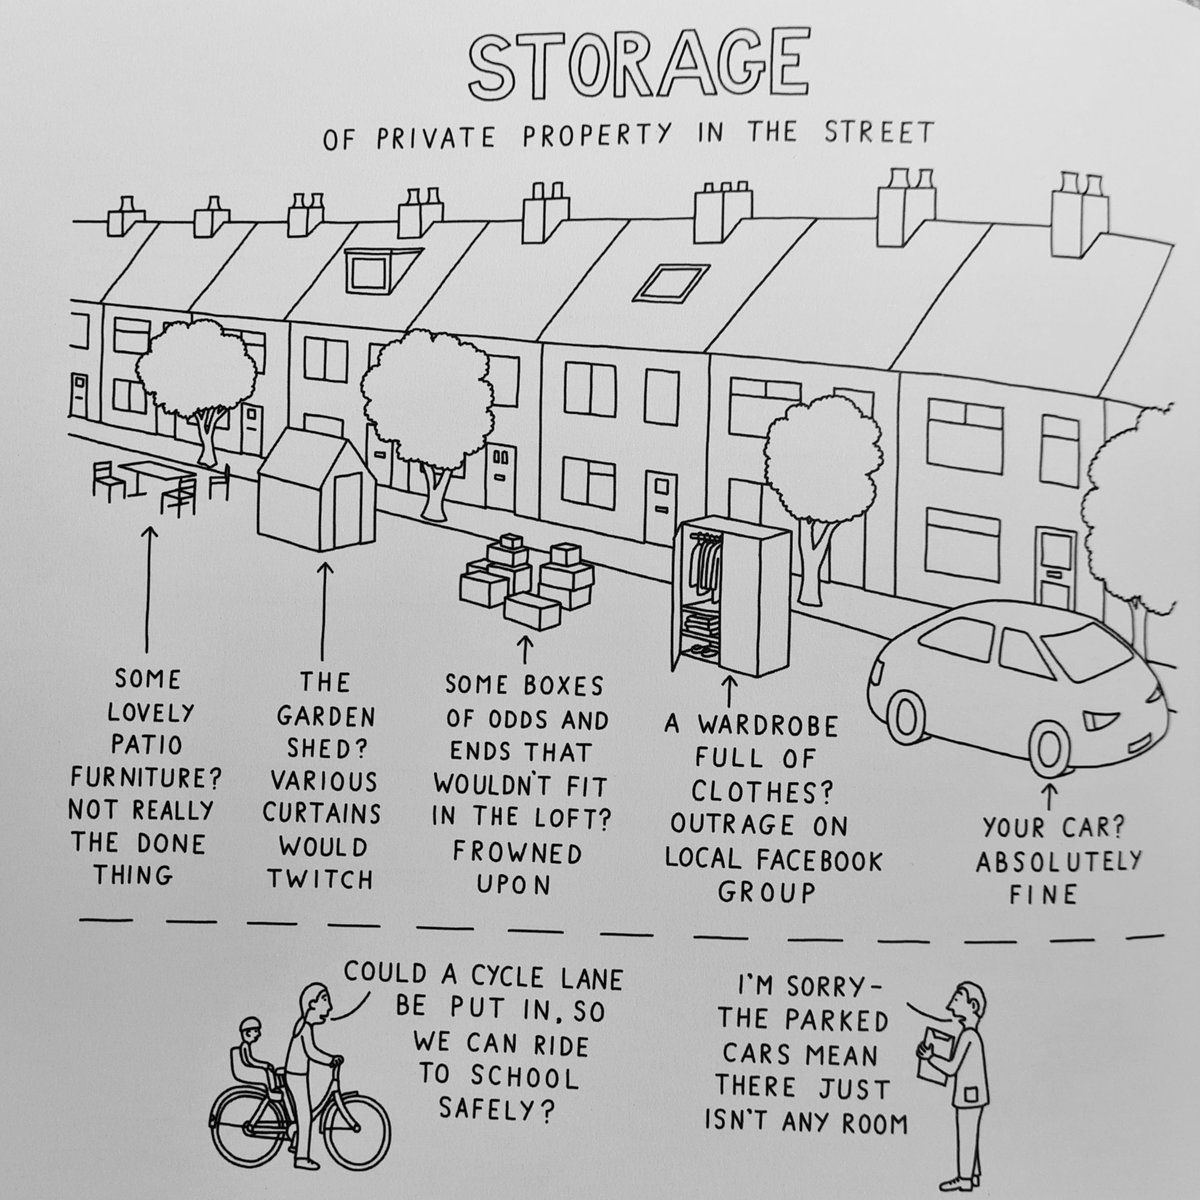 STORAGE
OF PRIVATE PROPERTY IN THE STREET
SOME
LOVELY
PATIO
FURNITURE?
NOT REALLY
THE DONE
THING
THE
GARDEN
SHED?
VARIOUS
CURTAINS
WOULD
TWITCH
SOME BOXES
OF ODDS AND
ENDS THAT
WOULDN'T FIT
IN THE LOFT?
FROWNED
UPON
A WARDROBE
FULL OF
CLOTHES?
OUTRAGE ON
LOCAL FACEBOOK
GROUP
YOUR CAR?
ABSOLUTELY
FINE
COULD A CYCLE LANE
BE PUT IN, SO
WE CAN RIDE
TO SCHOOL
SAFELY?
I'M SORRY-
THE PARKED
CARS MEAN
THERE JUST
ISN'T ANY ROOM